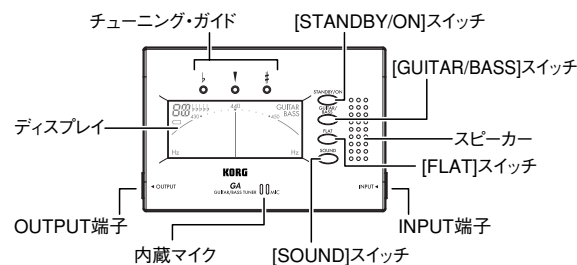 チューニング・ガイド
[STANDBY/ON]スイッチ
[GUITAR/BASS]スイッチ
ディスプレイ
スピーカー
[FLAT]スイッチ
OUTPUT端子
内蔵マイク
[SOUND]スイッチ
INPUT端子
♭ ♯
STANDBY/ON
440
GUITAR
BASS
GUITAR/
BASS
FLAT
SOUND
Hz Hz
KORG
GA
GUITAR/BASS TUNER
MIC
◄ OUTPUT
INPUT ◄